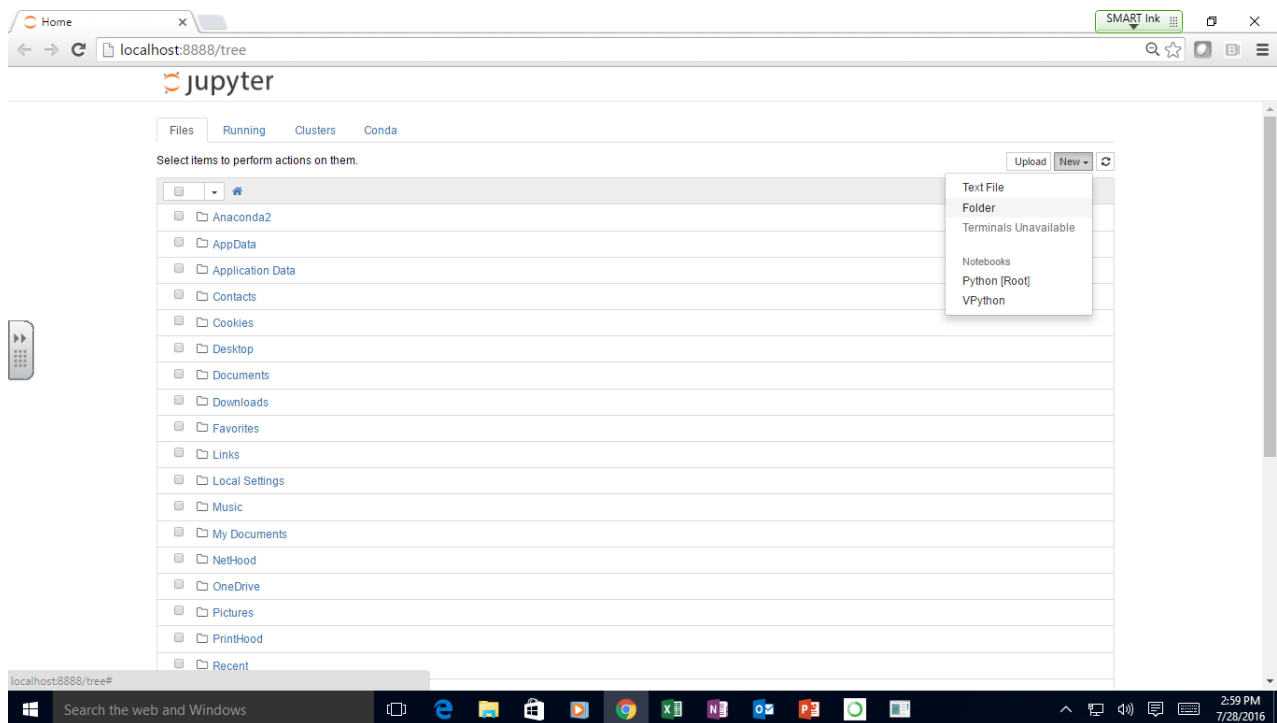 Home
SMART Ink
localhost:8888/tree
jupyter
Files Running Clusters Conda
Select items to perform actions on them.
Upload New
Text File
Folder
Terminals Unavailable
Notebooks
Python [Root]
VPython
Anaconda2
AppData
Application Data
Contacts
Cookies
Desktop
Documents
Downloads
Favorites
Links
Local Settings
Music
My Documents
NetHood
OneDrive
Pictures
PrintHood
Recent
localhost:8888/tree#
Search the web and Windows
2:59 PM
7/28/2016